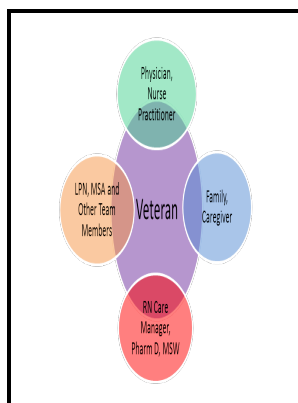 Physician,
Nurse
Practitioner
LPN, MSA and
Other Team
Members
Veteran
Family,
Caregiver
RN Care
Manager,
Pharm D, MSW